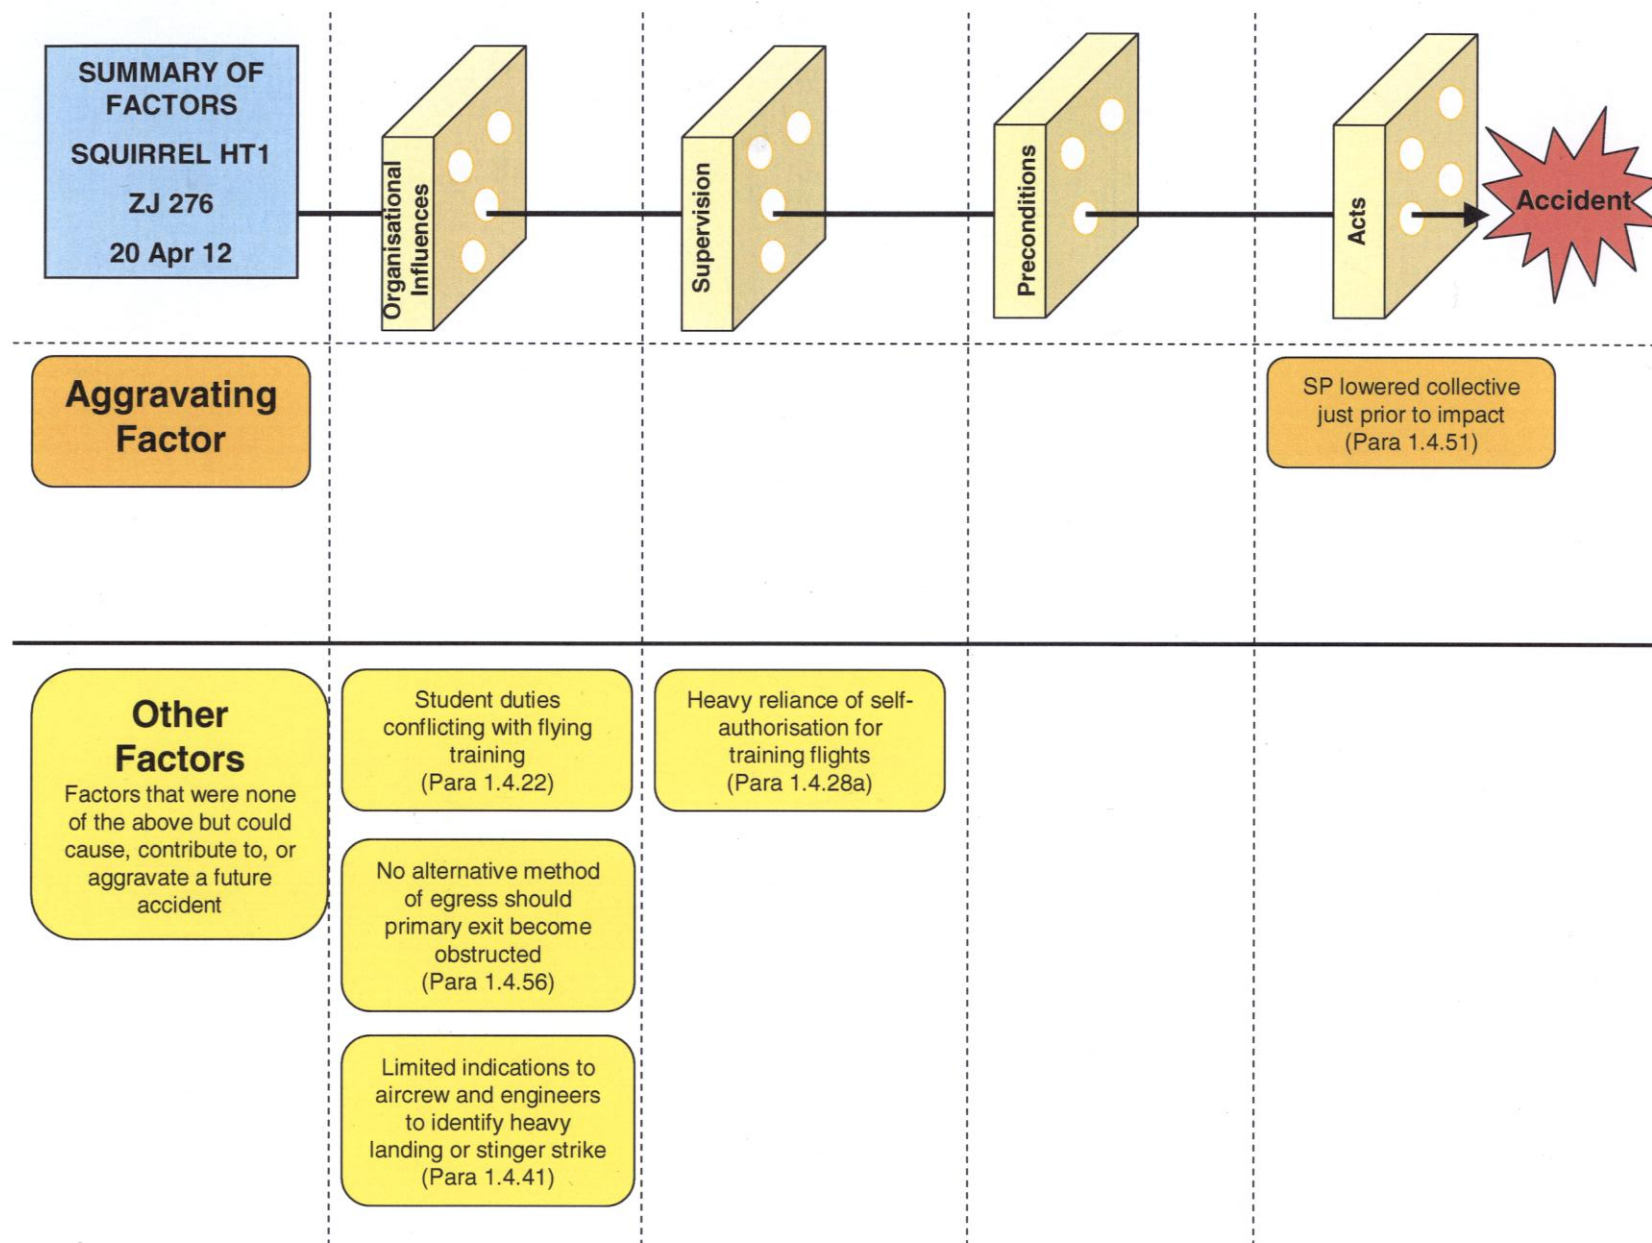 SUMMARY OF
FACTORS
SQUIRREL HT1
ZJ 276
20 Apr 12
Organisational
Influences
Supervision
Preconditions
Acts
Accident
Aggravating
Factor
SP lowered collective
just prior to impact
(Para 1.4.51)
Other
Factors
Factors that were none
of the above but could
cause, contribute to, or
aggravate a future
accident
Student duties
conflicting with flying
training
(Para 1.4.22)
Heavy reliance of self-
authorisation for
training flights
(Para 1.4.28a)
No alternative method
of egress should
primary exit become
obstructed
(Para 1.4.56)
Limited indications to
aircrew and engineers
to identify heavy
landing or stinger strike
(Para 1.4.41)